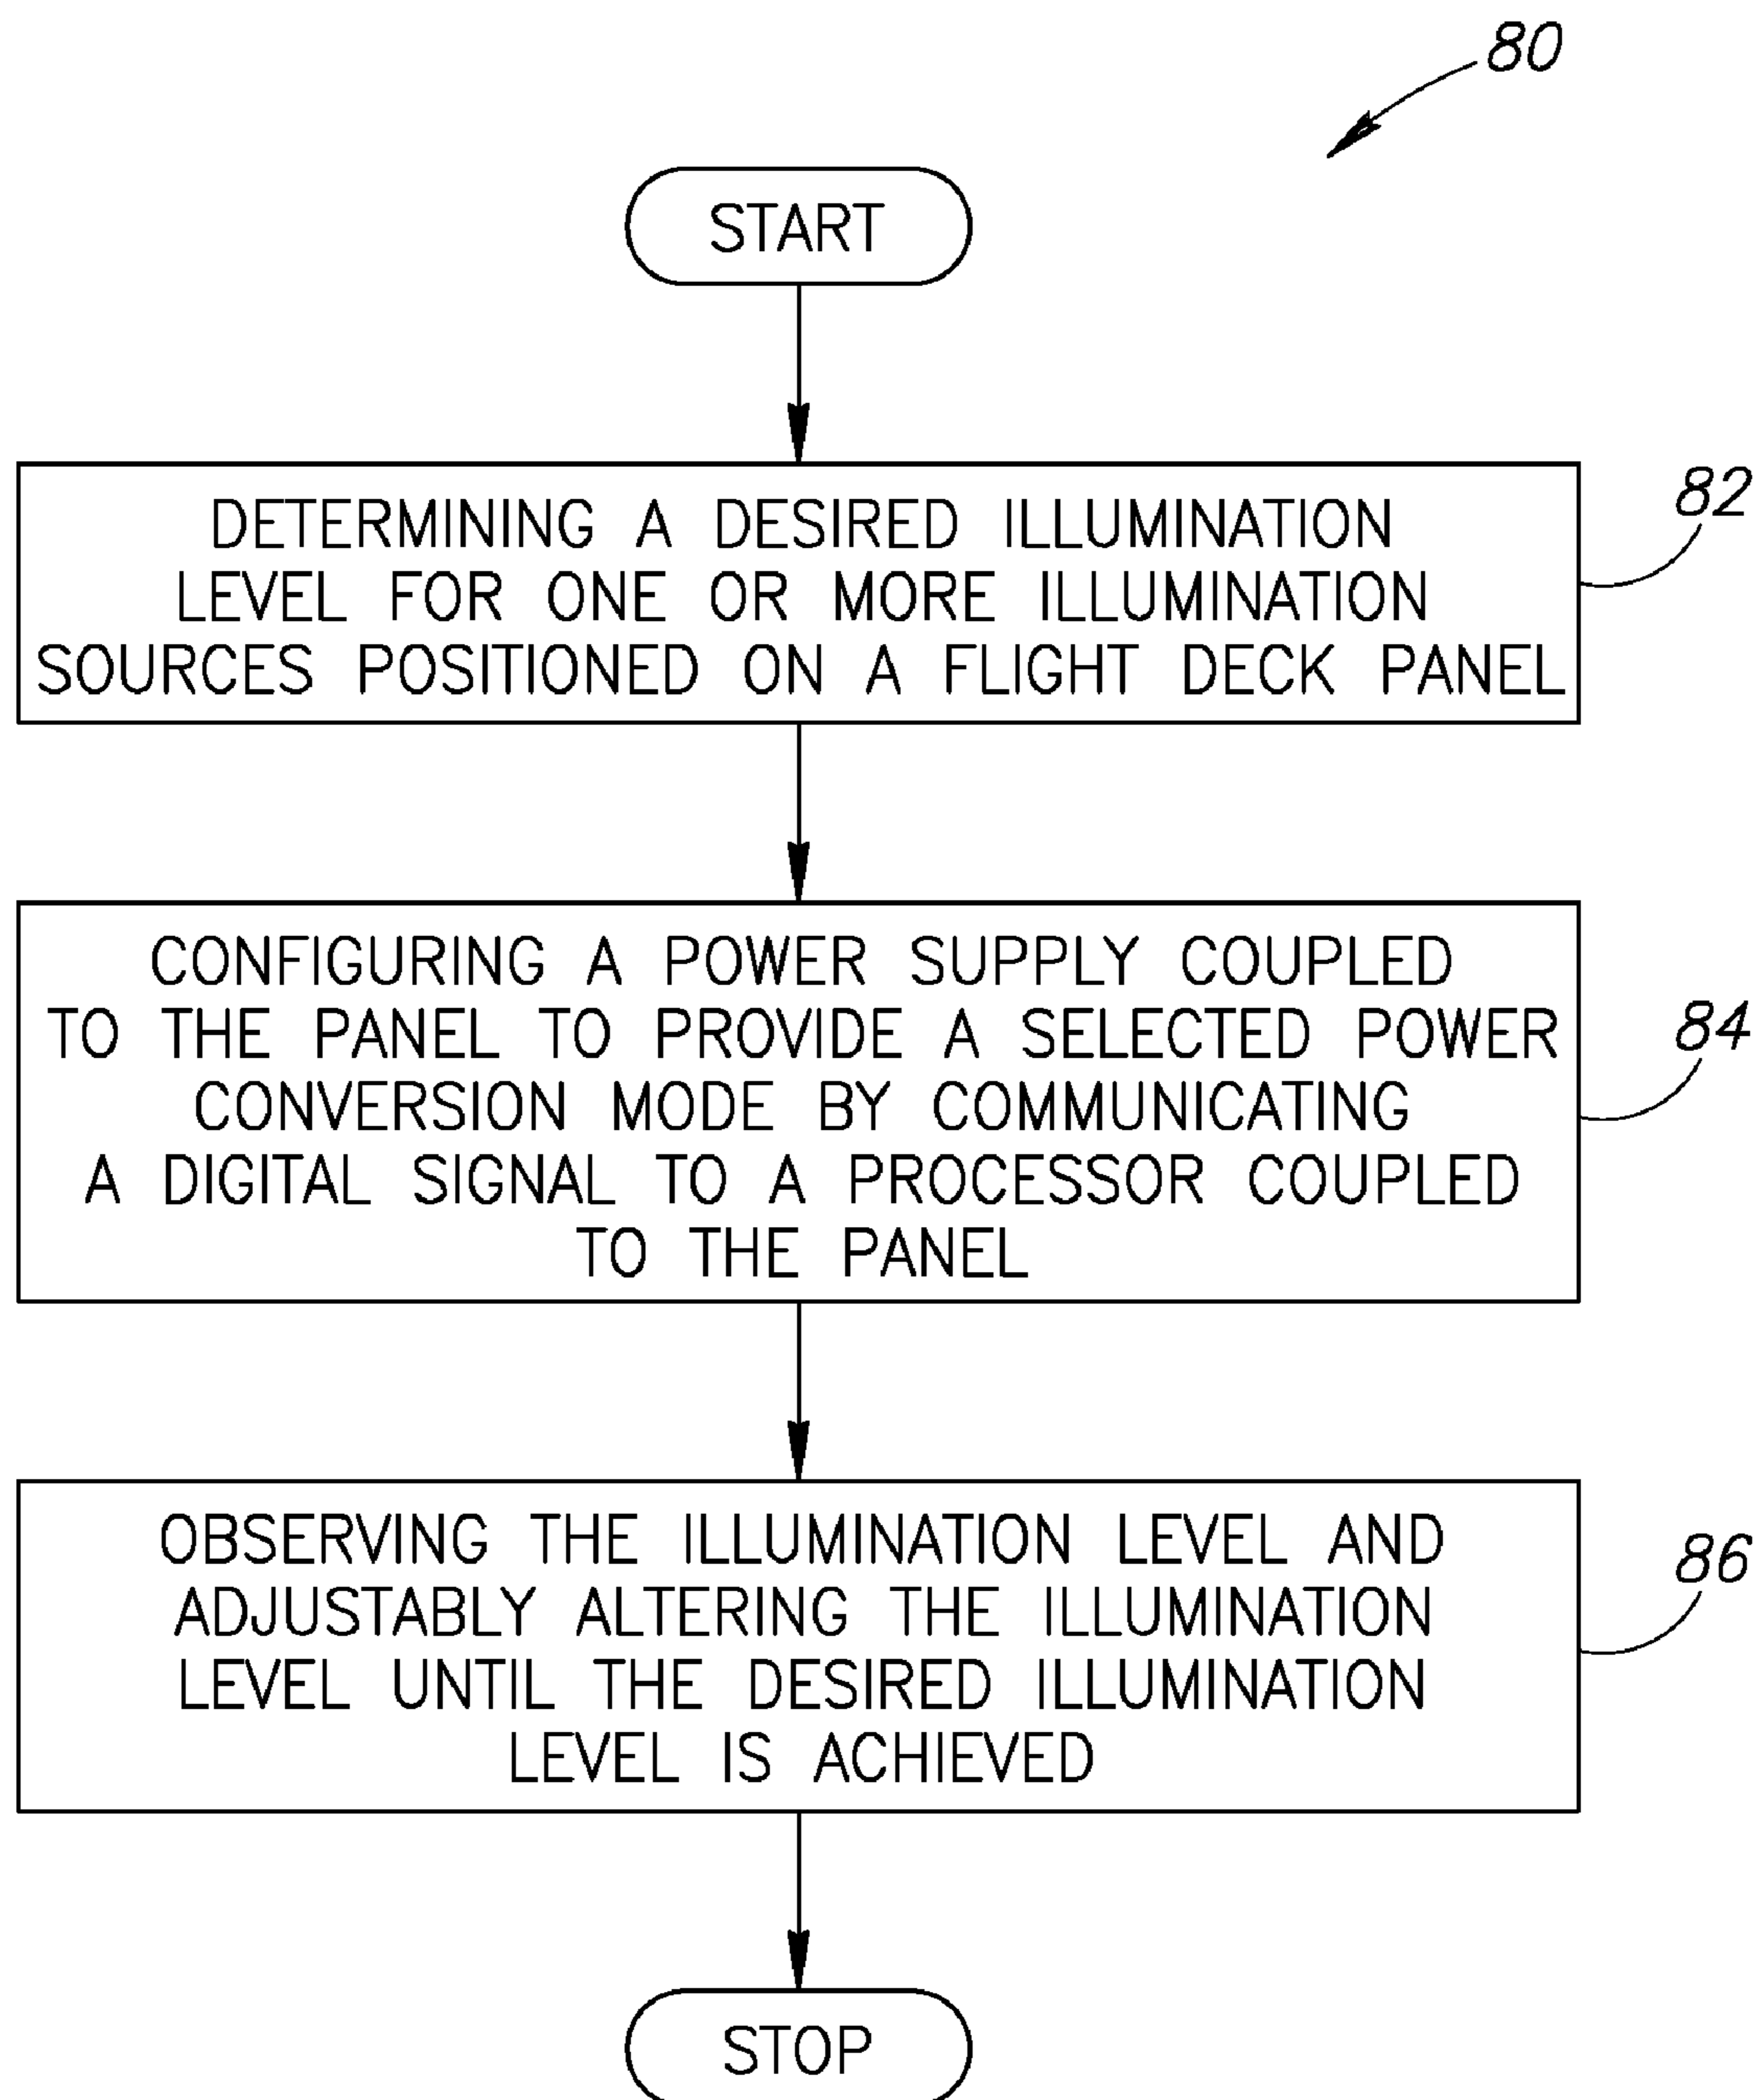 80
START
DETERMINING A DESIRED ILLUMINATION
LEVEL FOR ONE OR MORE ILLUMINATION
SOURCES POSITIONED ON A FLIGHT DECK PANEL
82
CONFIGURING A POWER SUPPLY COUPLED
TO THE PANEL TO PROVIDE A SELECTED POWER
CONVERSION MODE BY COMMUNICATING
A DIGITAL SIGNAL TO A PROCESSOR COUPLED
TO THE PANEL
84
OBSERVING THE ILLUMINATION LEVEL AND
ADJUSTABLY ALTERING THE ILLUMINATION
LEVEL UNTIL THE DESIRED ILLUMINATION
LEVEL IS ACHIEVED
86
STOP